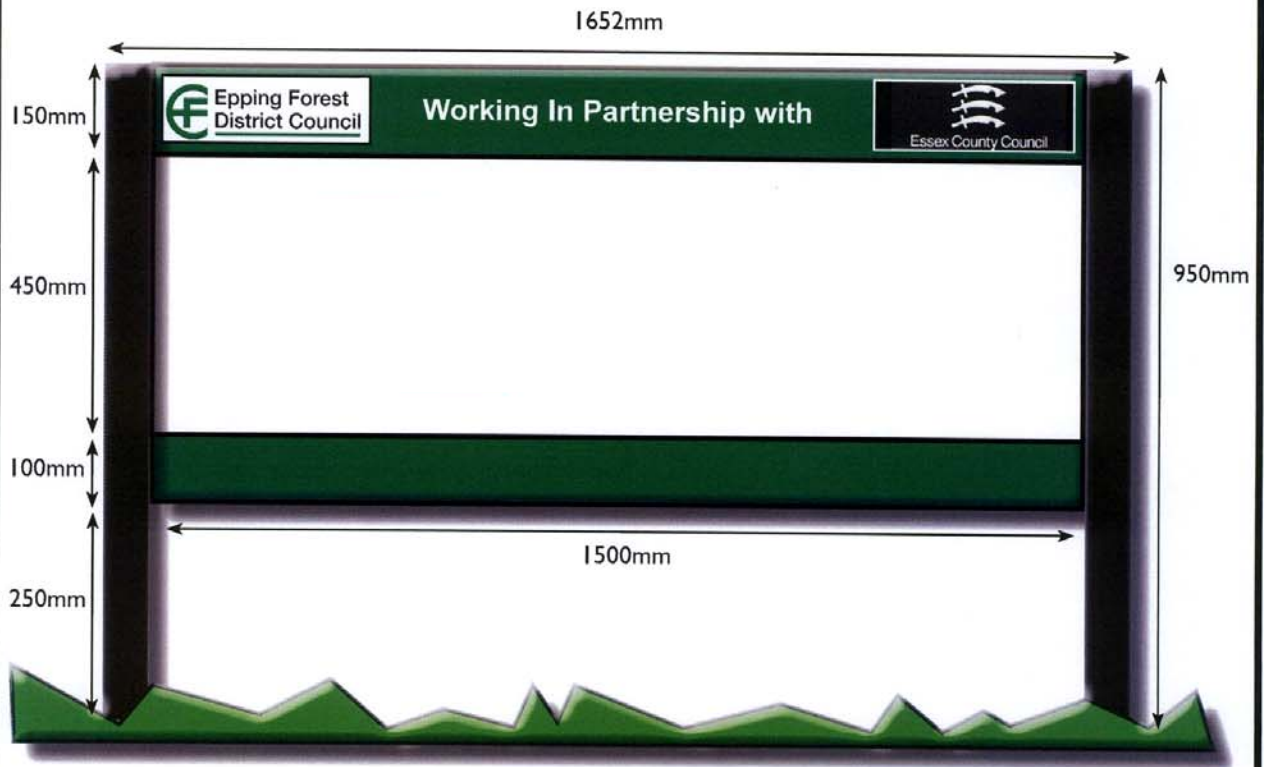 1652mm
150mm
Epping Forest
District Council
Working In Partnership with
Essex County Council
450mm
950mm
100mm
1500mm
250mm